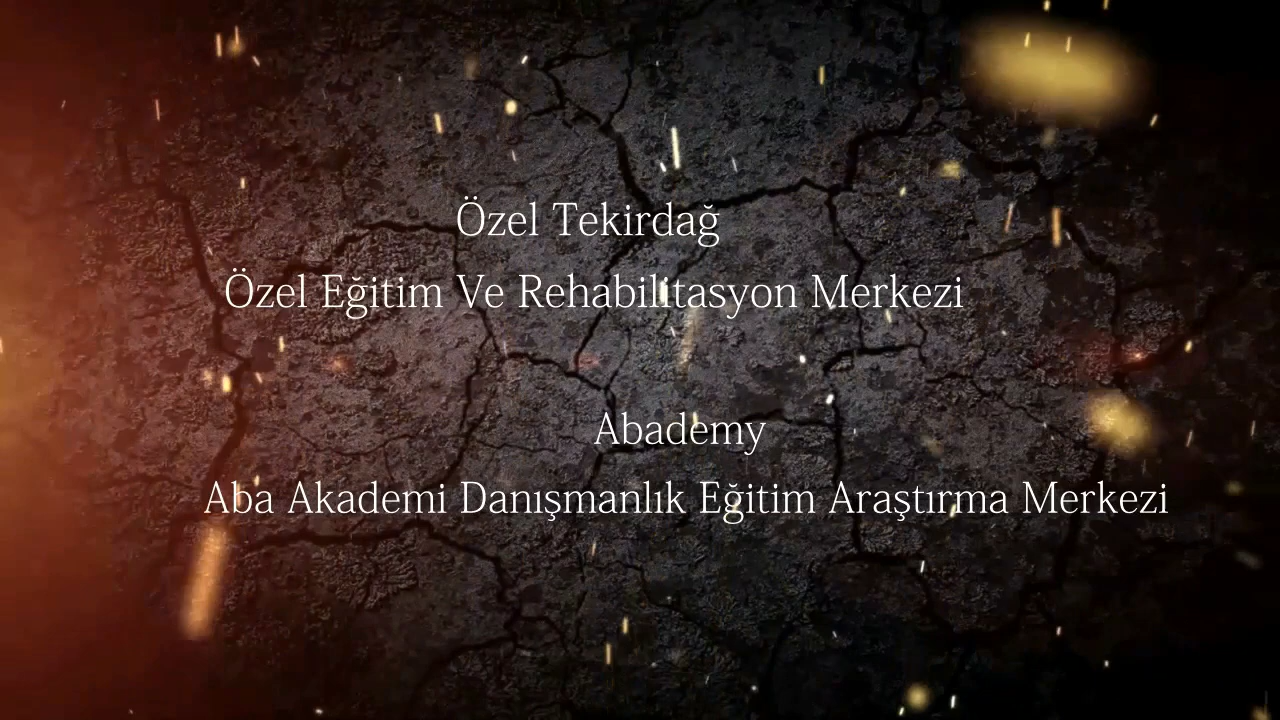 Özel Tekirdağ
Özel Eğitim Ve Rehabilitasyon Merkezi
Abademy
Aba Akademi Danışmanlık Eğitim Araştırma Merkezi